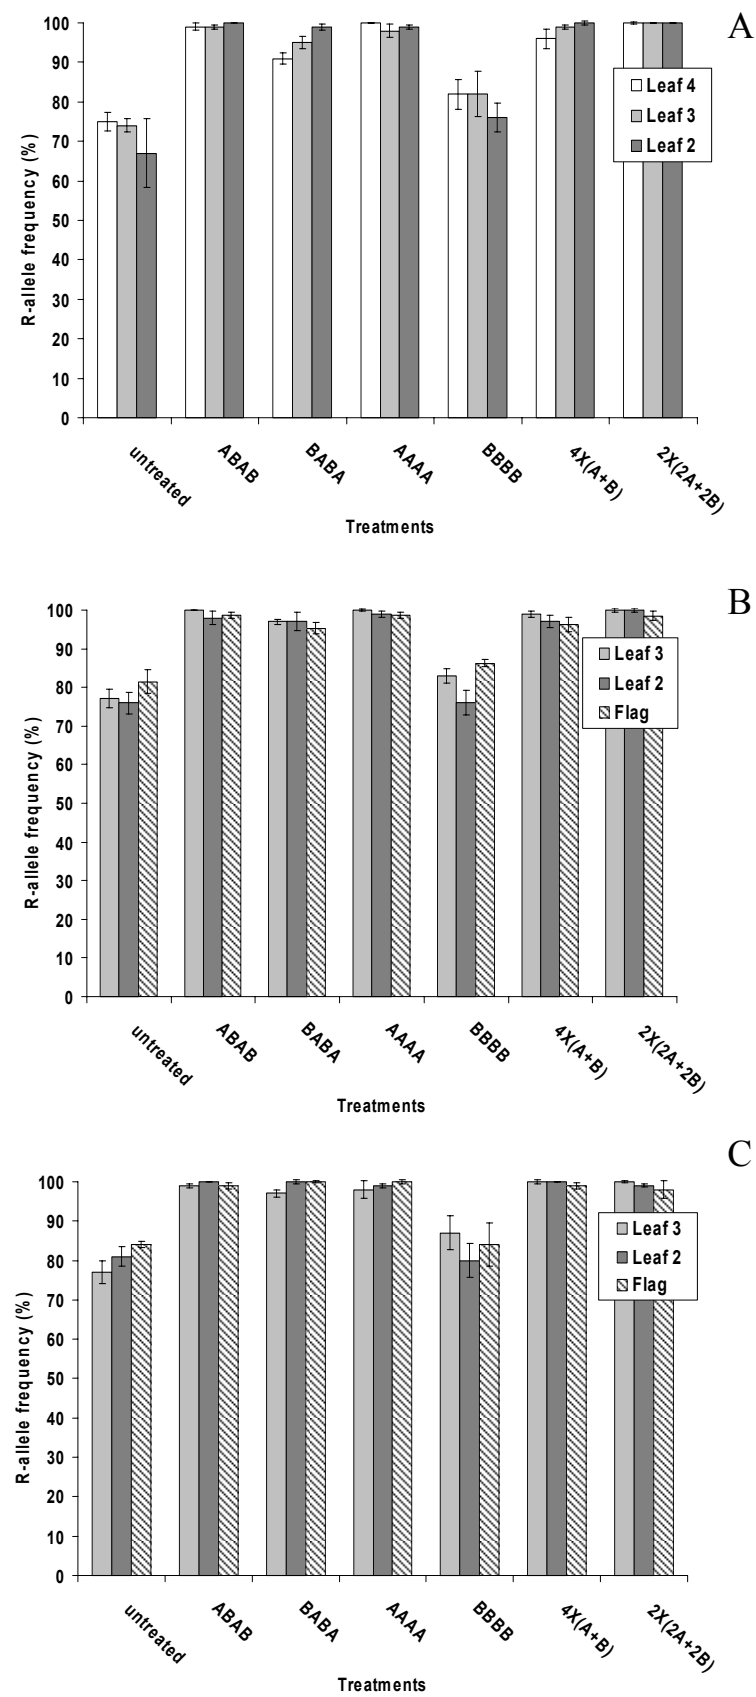 A
100
90
80
70
60
50
40
30
20
10
0
R-allele frequency (%)
Leaf 4
Leaf 3
Leaf 2
untreated
ABAB
BABA
AAAA
BBBB
4X(A+B)
2X(2A+2B)
Treatments
B
100
90
80
70
60
50
40
30
20
10
0
R-allele frequency (%)
Leaf 3
Leaf 2
Flag
untreated
ABAB
BABA
AAAA
BBBB
4X(A+B)
2X(2A+2B)
Treatments
C
100
90
80
70
60
50
40
30
20
10
0
R-allele frequency (%)
Leaf 3
Leaf 2
Flag
untreated
ABAB
BABA
AAAA
BBBB
4X(A+B)
2X(2A+2B)
Treatments